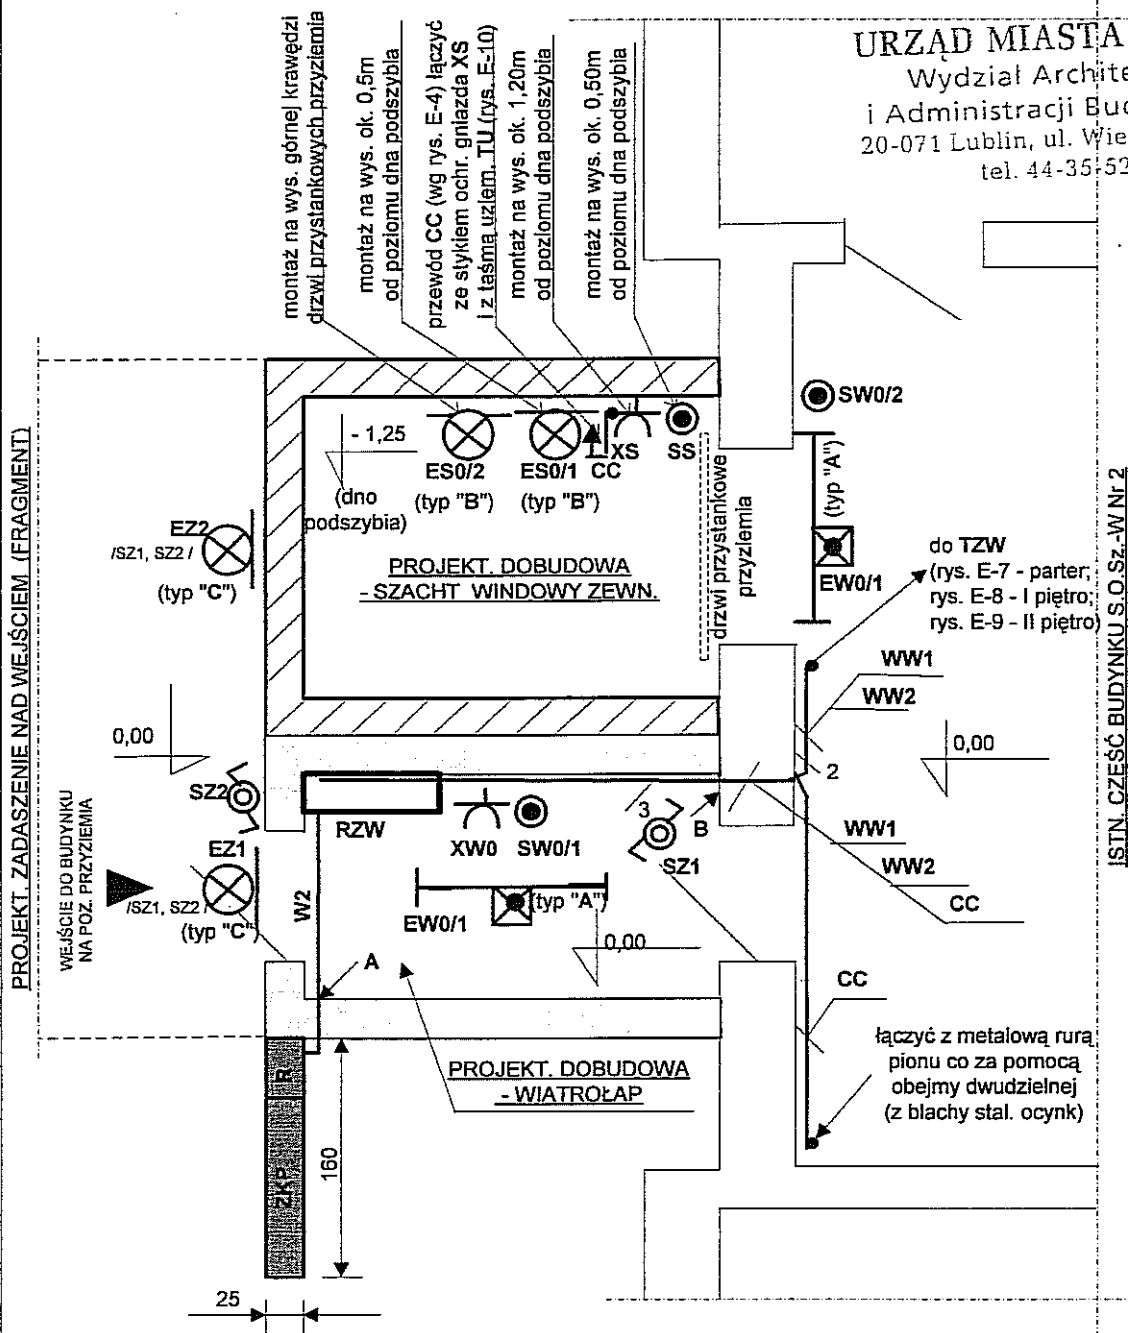 URZĄD MIASTA
Wydział Archite
i Administracji Bud
20-071 Lublin, ul. Wie
tel. 44-35-52
montaż na wys. górnej krawędzi
drzwi przystankowych przyziemia
montaż na wys. ok. 0,5m
od poziomu dna podszybia
przewód CC (wg rys. E-4) łączyć
ze stykiem ochr. gniazda XS
i z taśmą uziem. TU (rys. E-10)
montaż na wys. ok. 1,20m
od poziomu dna podszybia
montaż na wys. ok. 0,50m
od poziomu dna podszybia
PROJEKT. ZADASZENIE NAD WEJŚCIEM (FRAGMENT)
- 1,25
(dno
podszybia)
ES0/2
(typ "B")
ES0/1
(typ "B")
CC
XS
SS
SW0/2
(typ "A")
EW0/1
drzwi przystankowe
przyziemia
EZ2
/SZ1, SZ2 /
(typ "C")
PROJEKT. DOBUDOWA
- SZACHT WINDOWY ZEWN.
do TZW
(rys. E-7 - parter;
rys. E-8 - I piętro;
rys. E-9 - II piętro)
WW1
WW2
ISTN. CZEŚĆ BUDYNKU S.O.Sz.-W Nr 2
0,00
0,00
2
SZ2
RZW
XW0
SW0/1
3
SZ1
B
WW1
WW2
CC
WEJŚCIE DO BUDYNKU
NA POZ. PRZYZIEMIA
EZ1
/SZ1, SZ2 /
(typ "C")
W2
EW0/1
(typ "A")
0,00
A
CC
łączyć z metalową rurą
pionu co za pomocą
obejmy dwudzielnej
(z blachy stal. ocynk)
PROJEKT. DOBUDOWA
- WIATROŁAP
R
ZKP
160
25